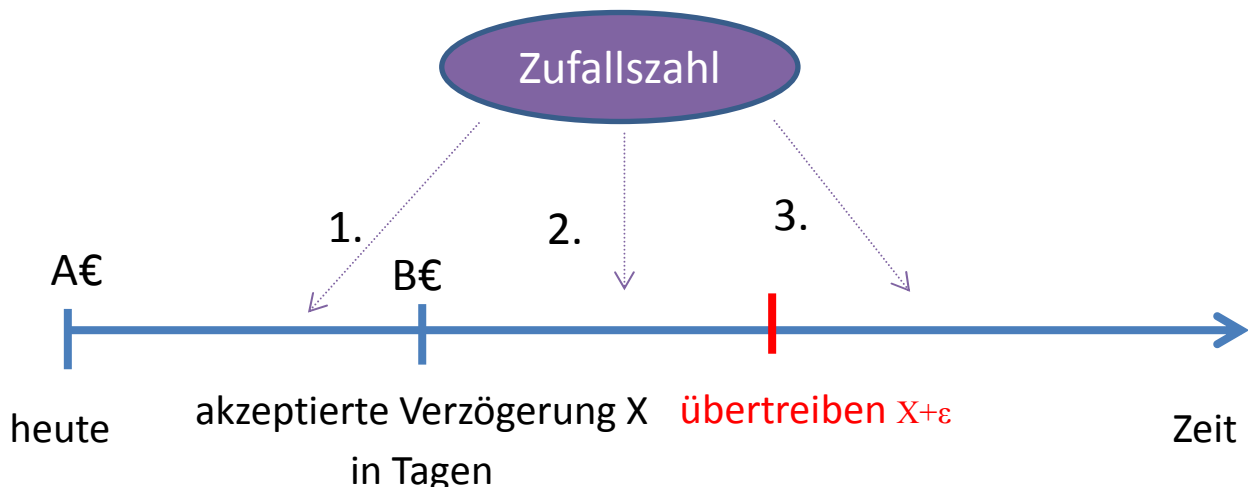 Zufallszahl
1.
2.
3.
A€
B€
heute
akzeptierte Verzögerung X
in Tagen
übertreiben X+ε
Zeit